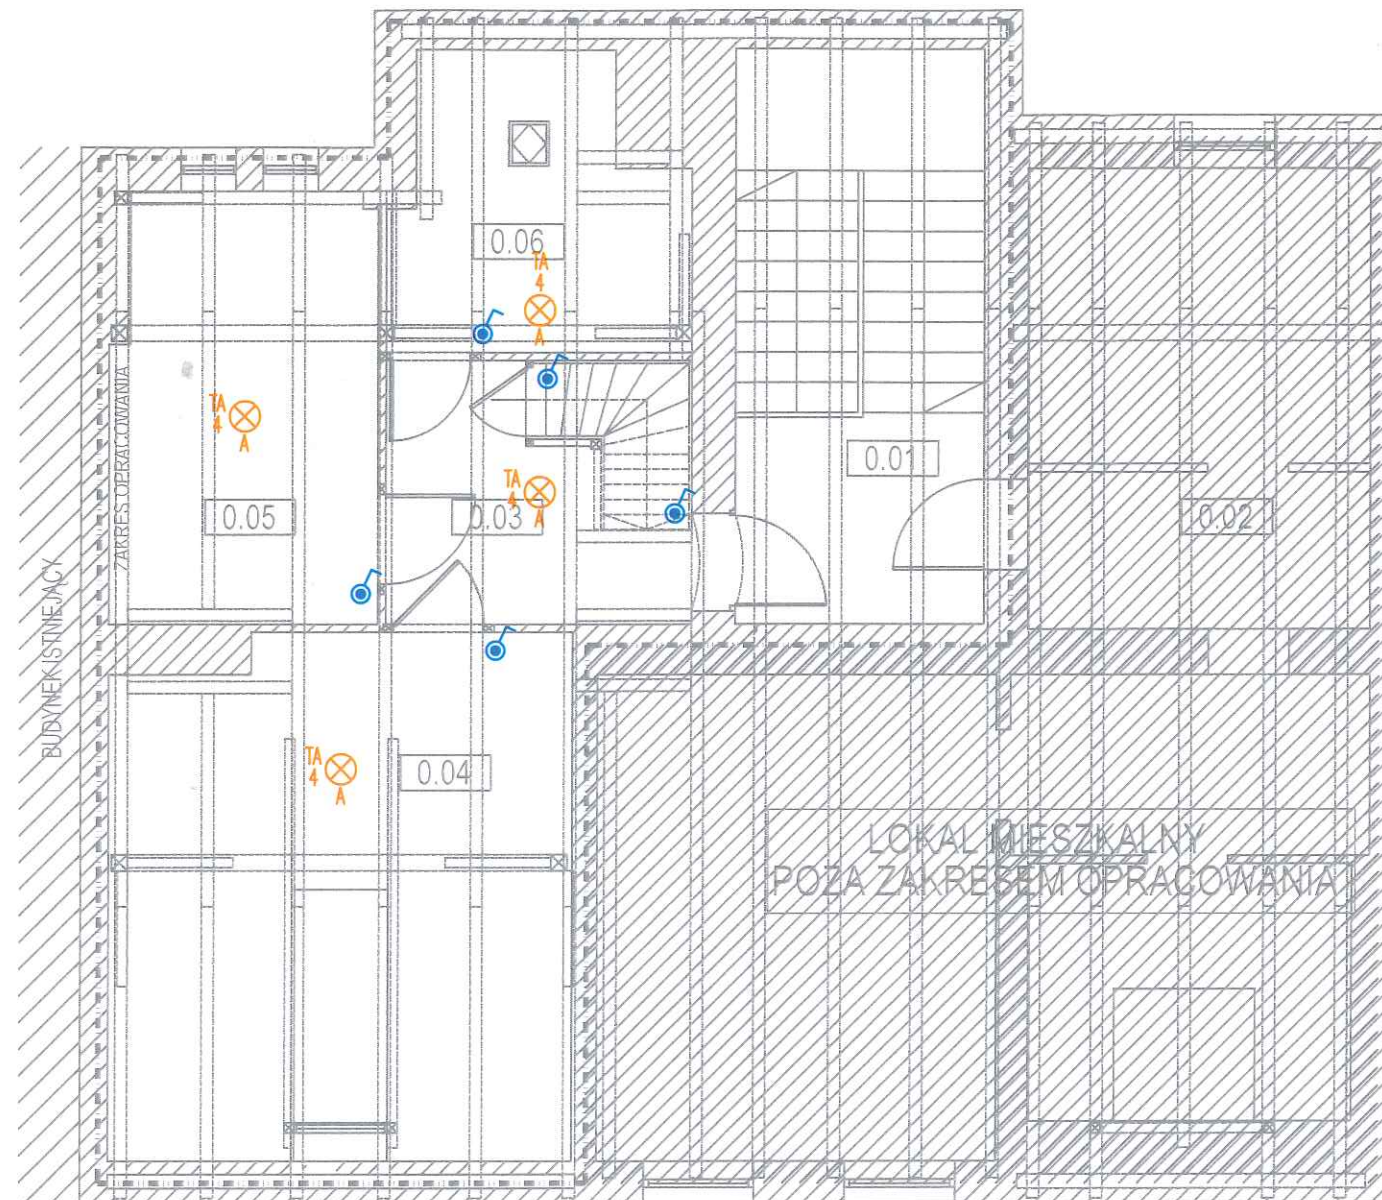 0.06
TA
4
A
ZAKRES OPRACOWANIA
TA
4
A
0.01
TA
4
A
0.05
0.03
0.02
BUDYNEK ISTNIEJĄCY
TA
4
A
0.04
LOKAL MIESZKALNY
POZA ZAKRESEM OPRACOWANIA